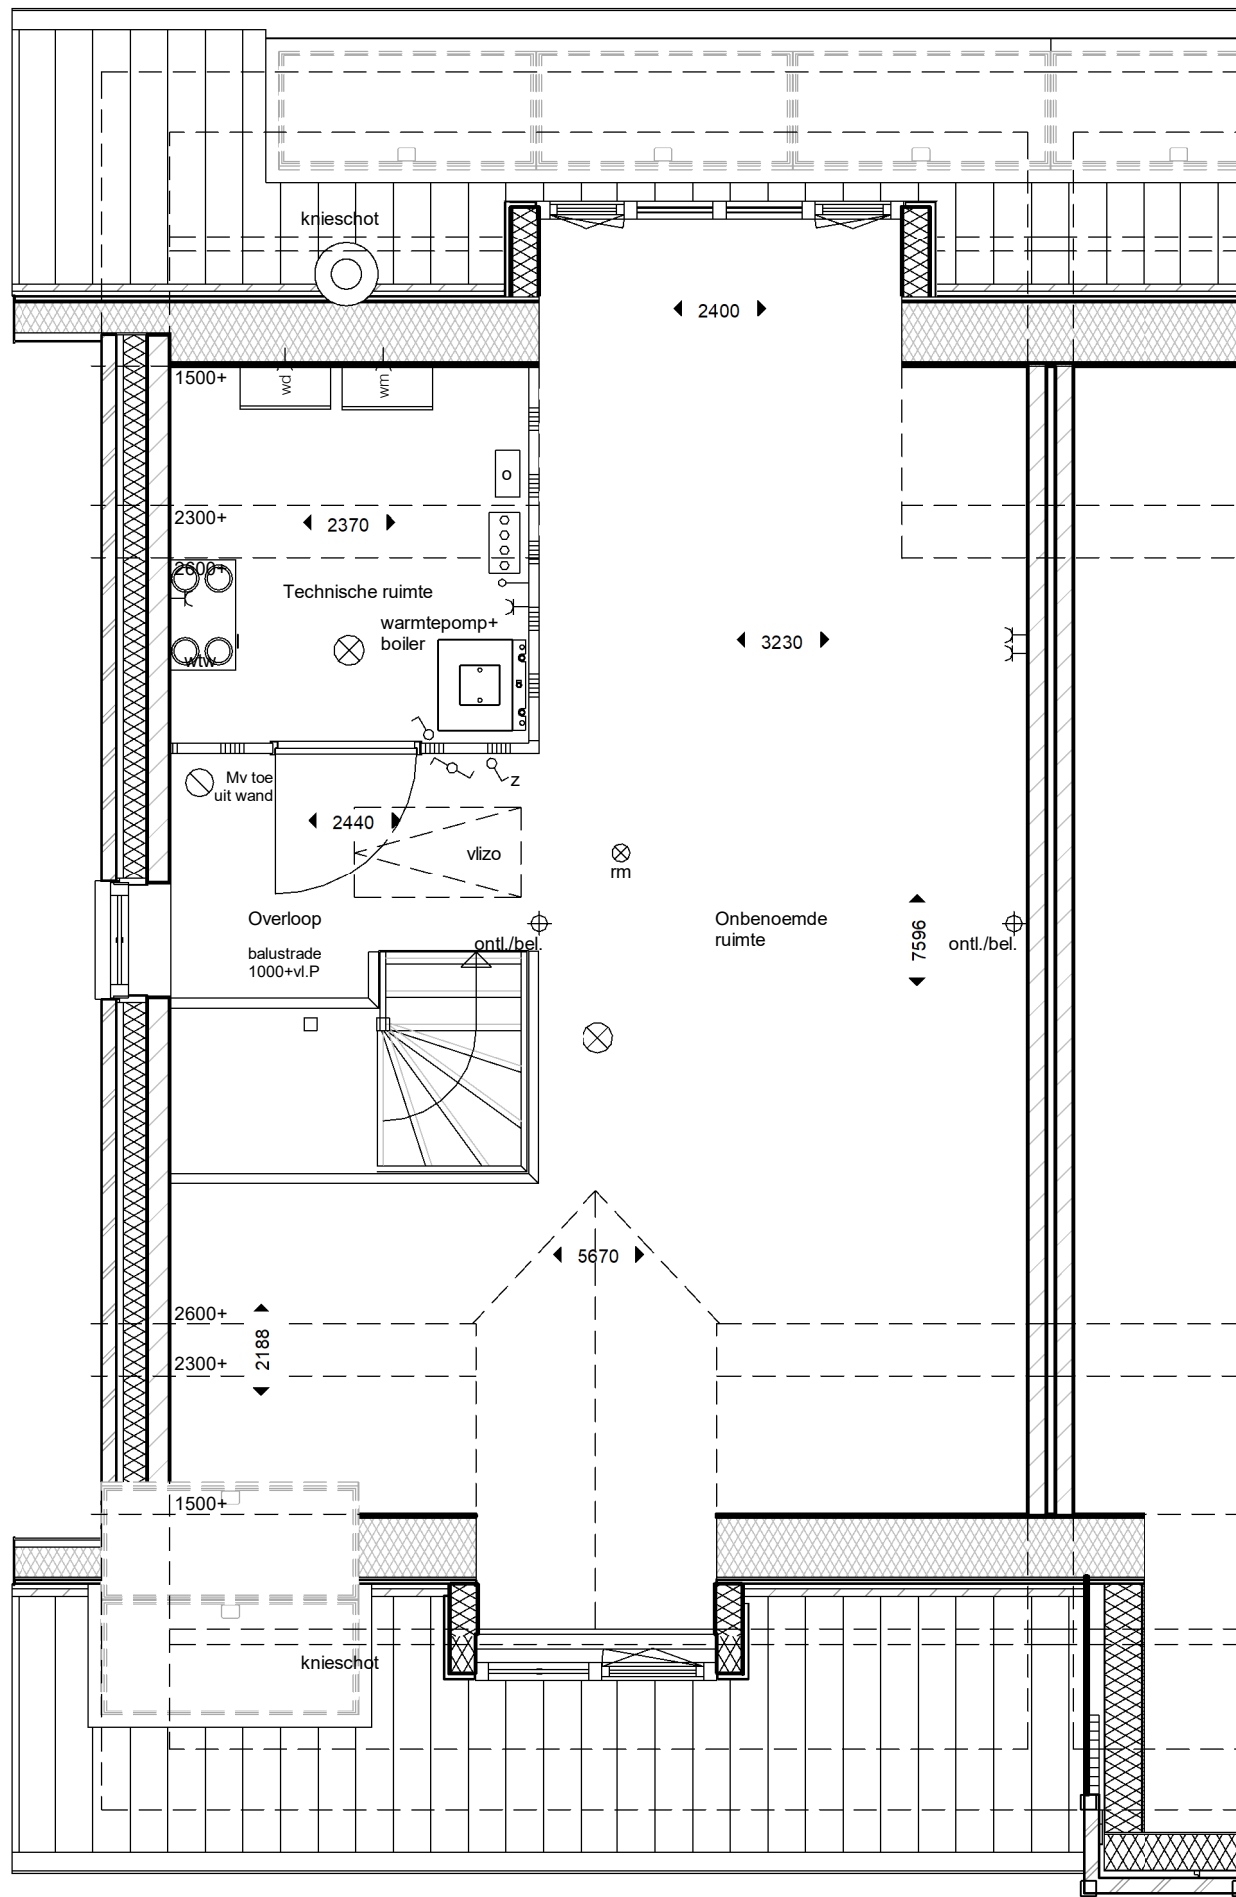 knieschot
2400
1500+
wd
wm
2300+
2370
2600+
Technische ruimte
warmtepomp+
boiler
wtw
3230
Mv toe
uit wand
z
2440
vlizo
rm
Overloop
balustrade
1000+vl.P
ontl./bel.
Onbenoemde
ruimte
7596
ontl./bel.
5670
2600+
2300+
2188
1500+
knieschot